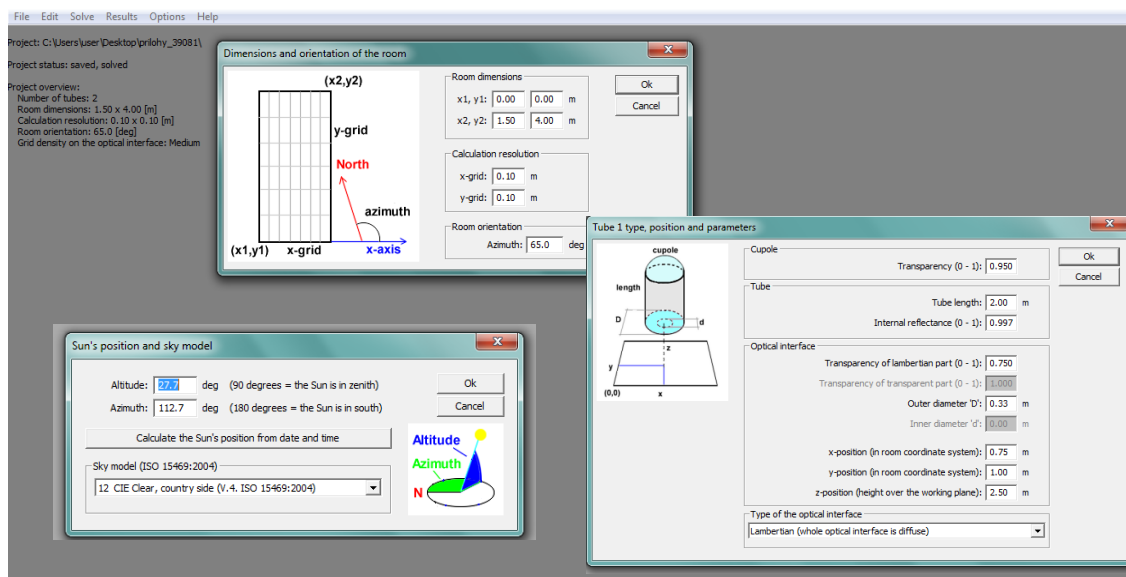 File Edit Solve Results Options Help
Project: C:\Users\user\Desktop\prilohy_39081\
Project status: saved, solved
Project overview:
Number of tubes: 2
Room dimensions: 1.50 x 4.00 [m]
Calculation resolution: 0.10 x 0.10 [m]
Room orientation: 65.0 [deg]
Grid density on the optical interface: Medium
Dimensions and orientation of the room
(x2,y2)
y-grid
North
azimuth
(x1,y1) x-grid x-axis
Room dimensions
x1, y1: 0.00 0.00 m
x2, y2: 1.50 4.00 m
Calculation resolution
x-grid: 0.10 m
y-grid: 0.10 m
Room orientation
Azimuth: 65.0 deg
Ok
Cancel
Tube 1 type, position and parameters
cupole
length
D
d
z
y
(0,0) x
Cupole
Transparency (0 - 1): 0.950
Tube
Tube length: 2.00 m
Internal reflectance (0 - 1): 0.997
Optical interface
Transparency of lambertian part (0 - 1): 0.750
Transparency of transparent part (0 - 1): 1.000
Outer diameter 'D': 0.33 m
Inner diameter 'd': 0.00 m
x-position (in room coordinate system): 0.75 m
y-position (in room coordinate system): 1.00 m
z-position (height over the working plane): 2.50 m
Type of the optical interface
Lambertian (whole optical interface is diffuse)
Ok
Cancel
Sun's position and sky model
Altitude: 27.7 deg (90 degrees = the Sun is in zenith)
Azimuth: 112.7 deg (180 degrees = the Sun is in south)
Calculate the Sun's position from date and time
Sky model (ISO 15469:2004)
12 CIE Clear, country side (V.4. ISO 15469:2004)
Ok
Cancel
Altitude
Azimuth
N